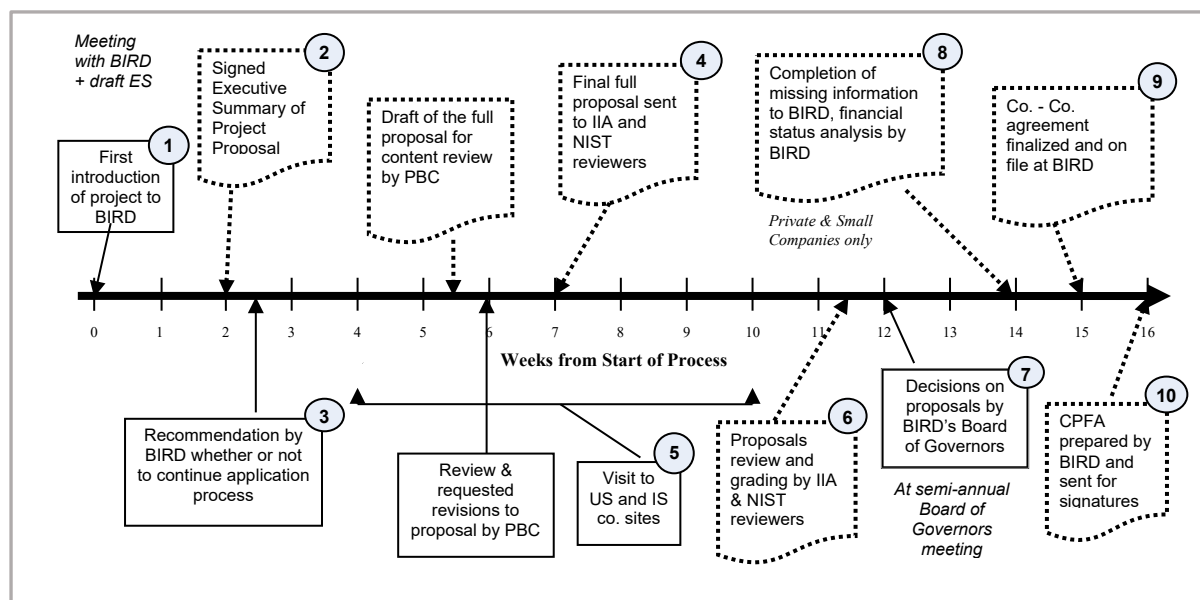 Meeting
with BIRD
+ draft ES
1
First
introduction
of project to
BIRD
2
Signed
Executive
Summary of
Project
Proposal
Draft of the full
proposal for
content review
by PBC
4
Final full
proposal sent
to IIA and
NIST
reviewers
8
Completion of
missing information
to BIRD, financial
status analysis by
BIRD
Private & Small
Companies only
9
Co. - Co.
agreement
finalized and on
file at BIRD
0 1 2 3 4 5 6 7 8 9 10 11 12 13 14 15 16
Weeks from Start of Process
3
Recommendation by
BIRD whether or not
to continue application
process
Review &
requested
revisions to
proposal by PBC
5
Visit to
US and IS
co. sites
6
Proposals
review and
grading by IIA
& NIST
reviewers
7
Decisions on
proposals by
BIRD's Board
of Governors
At semi-annual
Board of
Governors
meeting
10
CPFA
prepared by
BIRD and
sent for
signatures